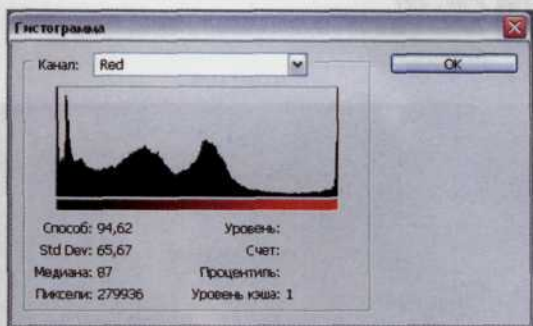 Гистограмма
Канал: Red
OK
Способ: 94,62 Уровень:
Std Dev: 65,67 Счет:
Медиана: 87 Процентиль:
Пиксели: 279936 Уровень кэша: 1